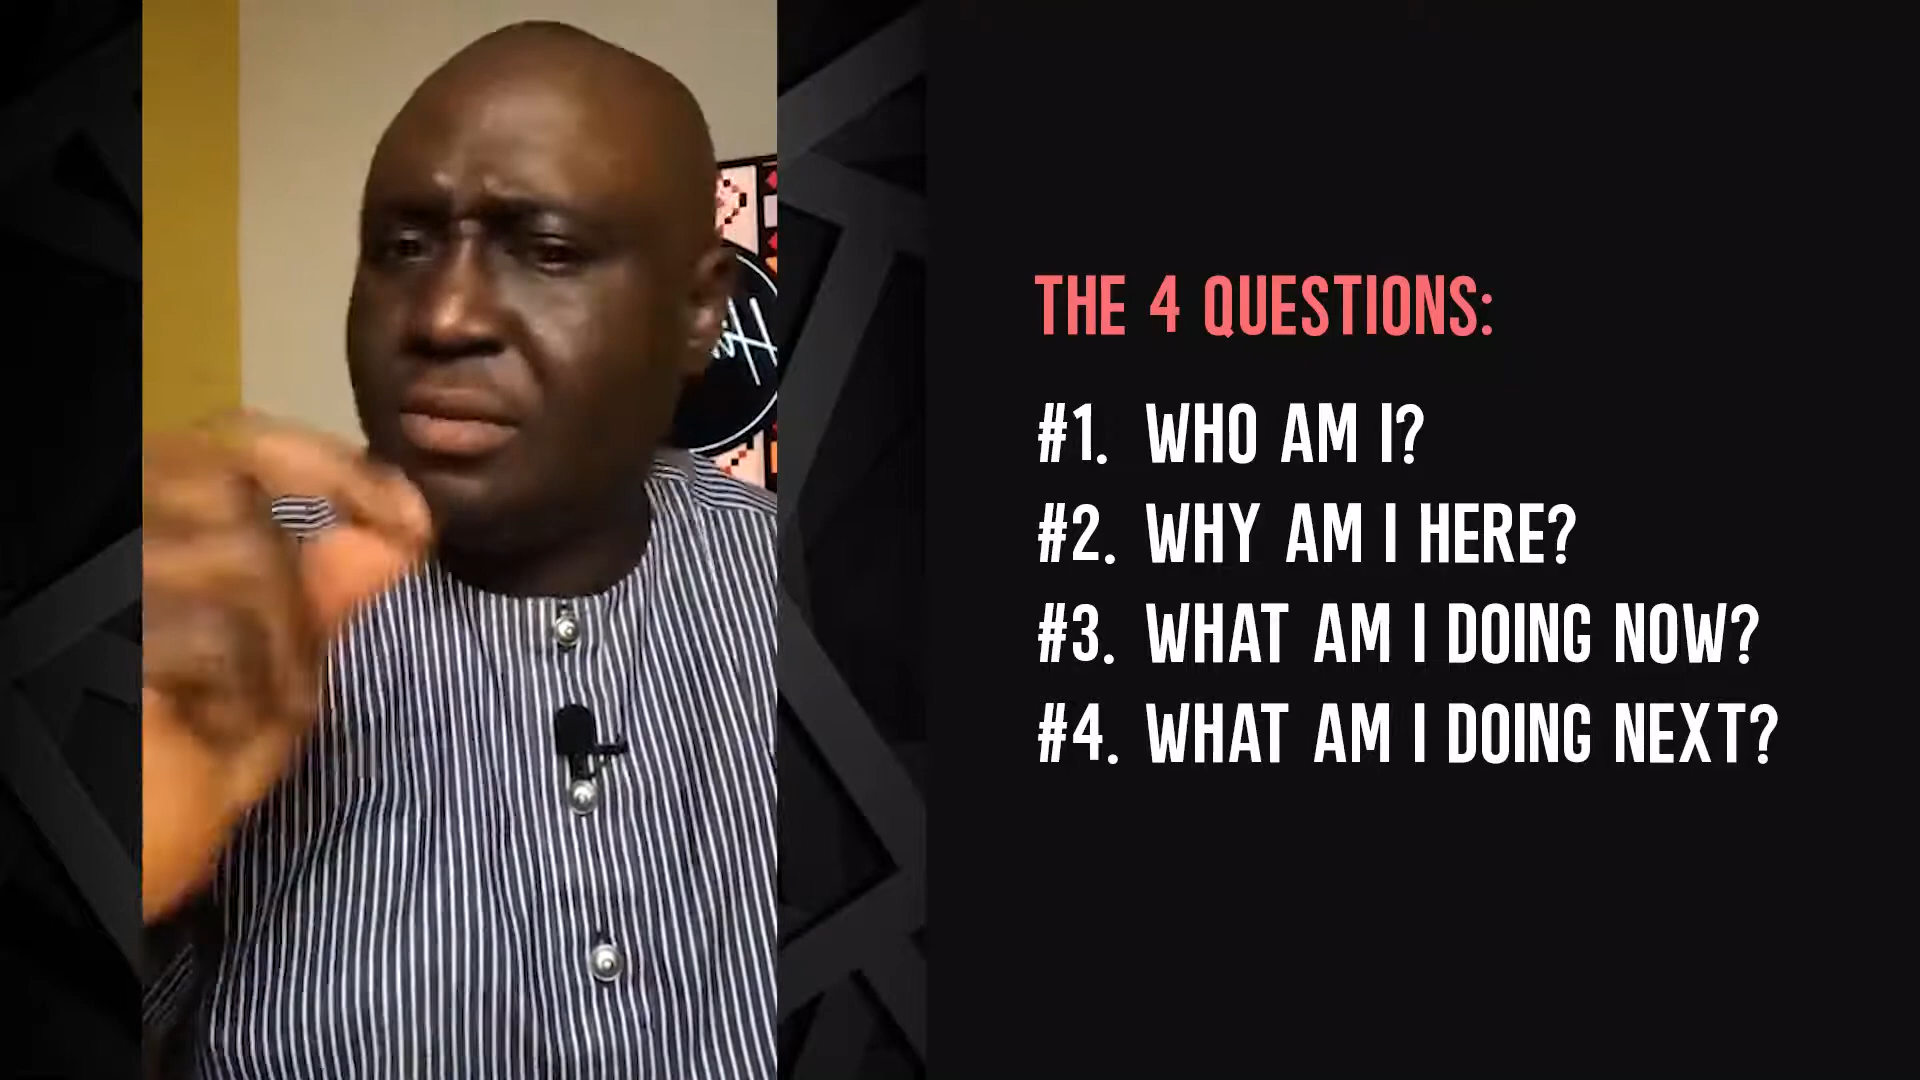 THE 4 QUESTIONS:
#1. WHO AM I?
#2. WHY AM I HERE?
#3. WHAT AM I DOING NOW?
#4. WHAT AM I DOING NEXT?